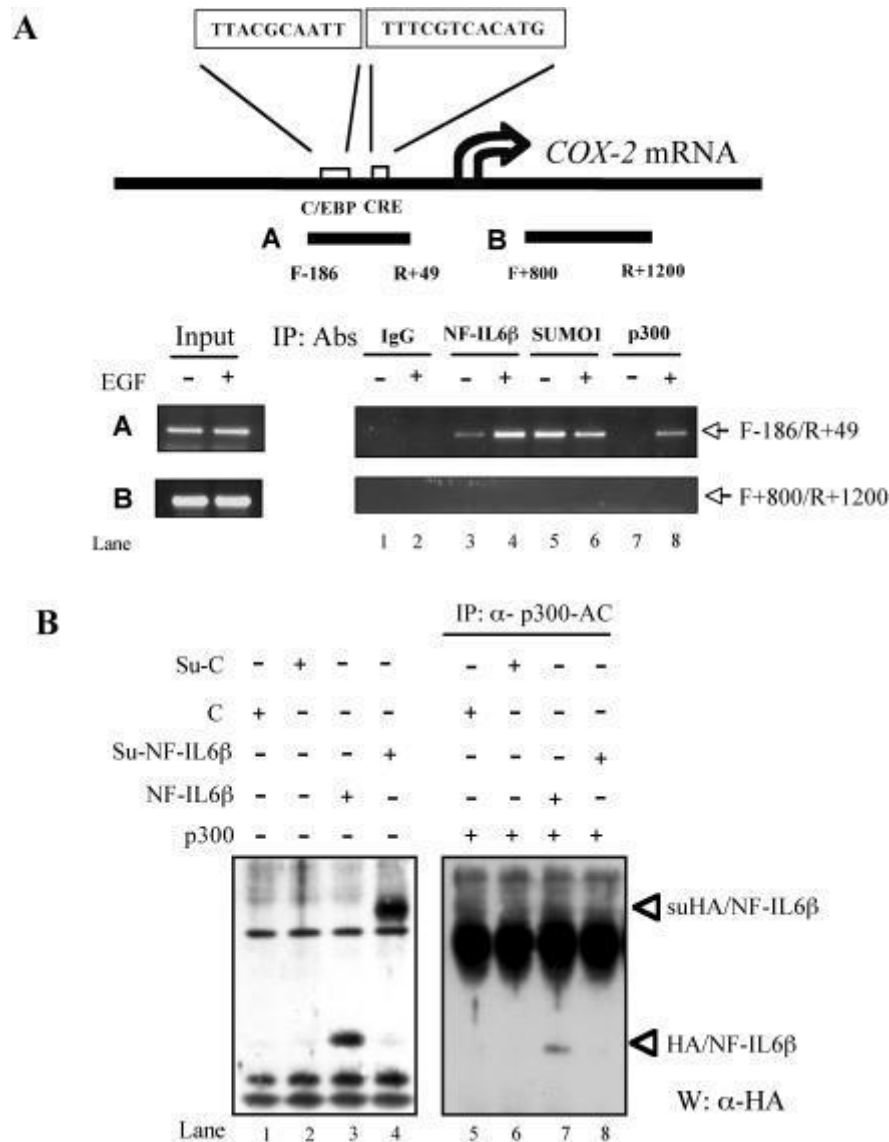 A
TTACGCAATT TTTCGTCACATG
COX-2 mRNA
C/EBP CRE
A B
F-186 R+49 F+800 R+1200
Input IP: Abs IgG NF-IL6β SUMO1 p300
EGF - + - + - + - + - +
A F-186/R+49
B F+800/R+1200
Lane 1 2 3 4 5 6 7 8
B
IP: α- p300-AC
Su-C - + - - - + - -
C + - - - + - - -
Su-NF-IL6β - - - + - - - +
NF-IL6β - - + - - - + -
p300 - - - - + + + +
suHA/NF-IL6β
HA/NF-IL6β
W: α-HA
Lane 1 2 3 4 5 6 7 8